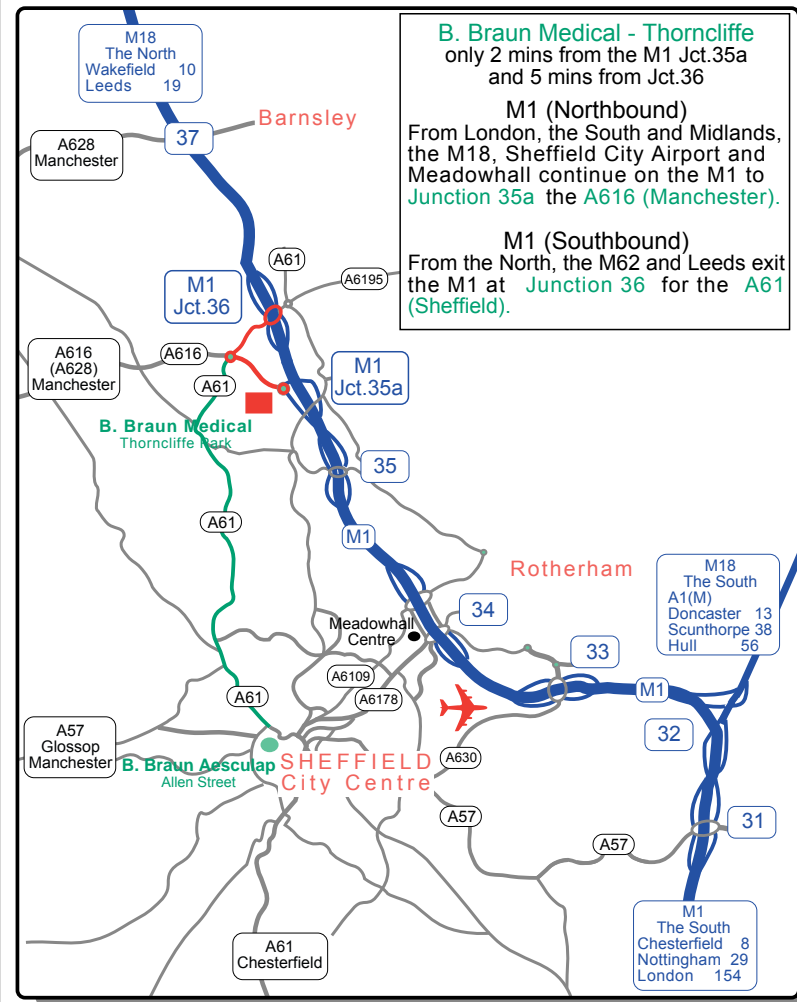 M18
The North
Wakefield 10
Leeds 19
B. Braun Medical - Thorncliffe
only 2 mins from the M1 Jct.35a
and 5 mins from Jct.36
M1 (Northbound)
From London, the South and Midlands,
the M18, Sheffield City Airport and
Meadowhall continue on the M1 to
Junction 35a the A616 (Manchester).
M1 (Southbound)
From the North, the M62 and Leeds exit
the M1 at Junction 36 for the A61
(Sheffield).
Barnsley
37
A628
Manchester
A61
A6195
M1
Jct.36
A616
(A628)
Manchester
A616
A61
M1
Jct.35a
B. Braun Medical
Thorncliffe Park
35
A61
M1
Rotherham
M18
The South
A1(M)
Doncaster 13
Scunthorpe 38
Hull 56
34
Meadowhall
Centre
33
A6109
A6178
A61
M1
A57
Glossop
Manchester
32
B. Braun Aesculap
Allen Street
SHEFFIELD
City Centre
A630
A57
31
A57
M1
The South
Chesterfield 8
Nottingham 29
London 154
A61
Chesterfield